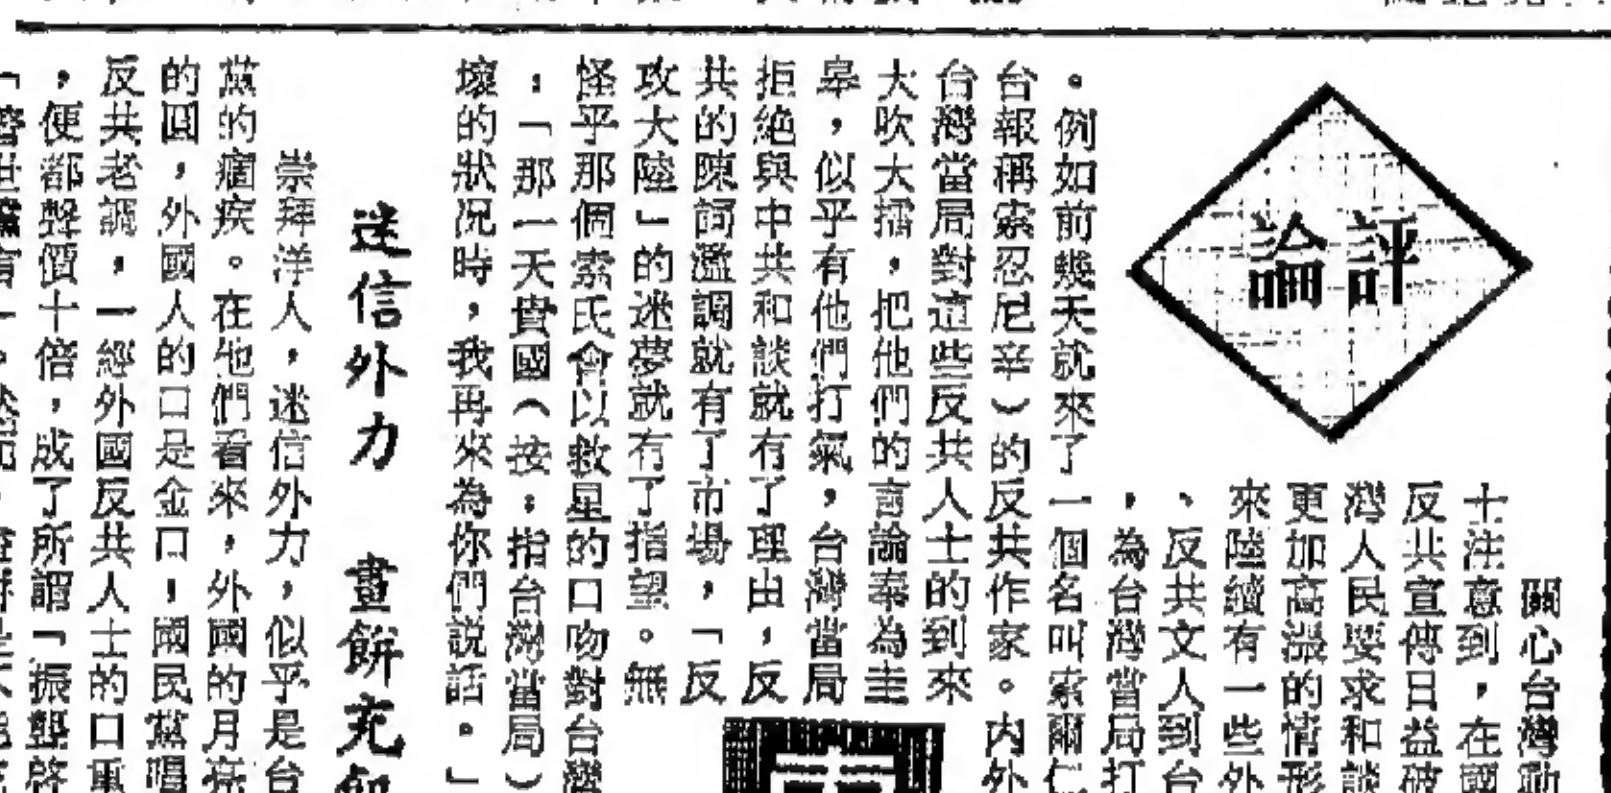 評論
關心台灣動
士注意到，在國
反共宣傳日益破
灣人民要求和談
更加高漲的情形
來陸續有一些外
、反共文人到台
，為台灣當局打
。例如前幾天就來了一個名叫索爾仁
台報稱索忍尼辛）的反共作家。內外
台灣當局對這些反共人士的到來
大吹大擂，把他們的言論奉為圭
臬，似乎有他們打氣，台灣當局
拒絶與中共和談就有了理由，反
共的陳詞濫調就有了市場，「反
攻大陸」的迷夢就有了指望。無
怪乎那個索氏會以救星的口吻對台灣
：「那一天貴國（按：指台灣當局）
壞的狀况時，我再來為你們説話。」
迷信外力　畫餅充
崇拜洋人，迷信外力，似乎是台
黨的痼疾。在他們看來，外國的月亮
的圓，外國人的口是金口！國民黨唱
反共老調，一經外國反共人士的口重
，便都聲價十倍，成了所謂「振聾啓